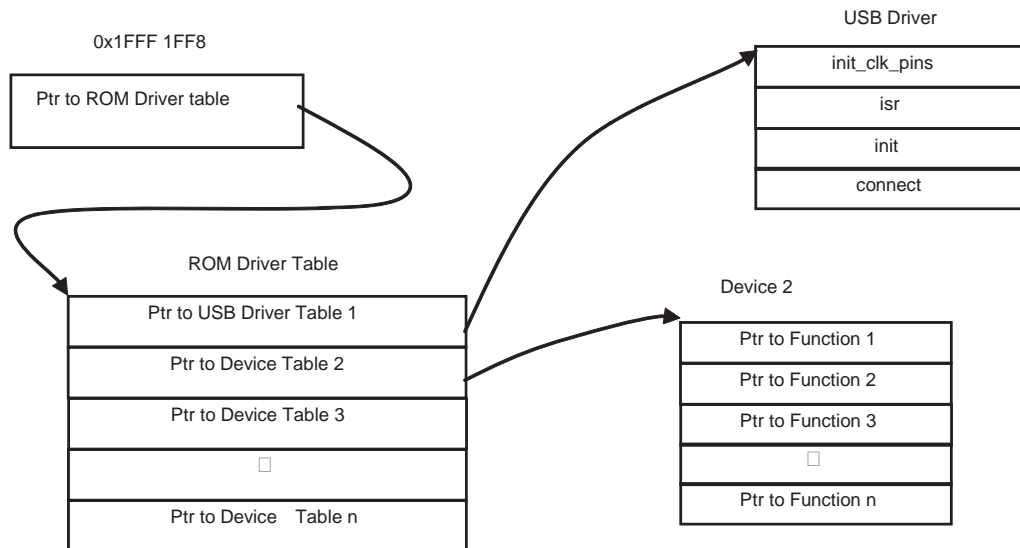 0x1FFF 1FF8
Ptr to ROM Driver table
USB Driver
init_clk_pins
isr
init
connect
ROM Driver Table
Ptr to USB Driver Table 1
Ptr to Device Table 2
Ptr to Device Table 3
Ptr to Device Table n
Device 2
Ptr to Function 1
Ptr to Function 2
Ptr to Function 3
Ptr to Function n